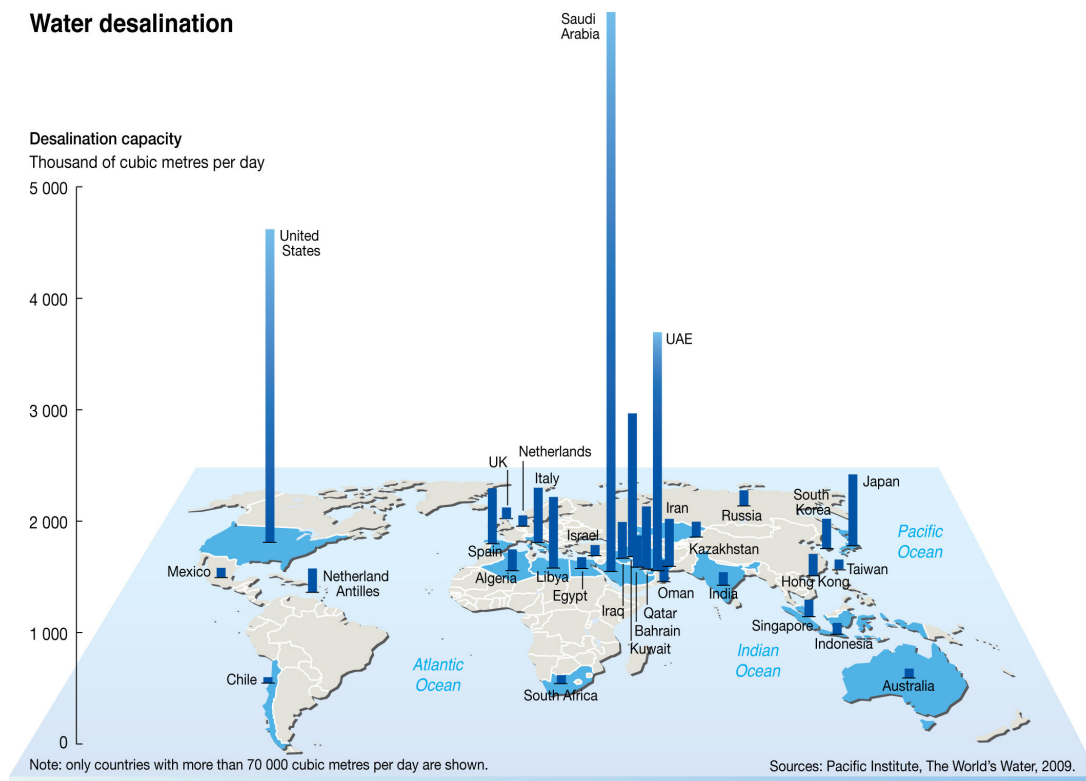 Water desalination
Saudi
Arabia
Desalination capacity
Thousand of cubic metres per day
5 000
4 000
3 000
2 000
1 000
0
United
States
UAE
UK
Netherlands
Italy
Spain
Algeria
Libya
Egypt
Israel
Iraq
Kuwait
Bahrain
Qatar
Oman
Iran
Kazakhstan
Russia
India
South
Korea
Japan
Taiwan
Hong Kong
Singapore
Indonesia
Australia
Mexico
Netherland
Antilles
Chile
South Africa
Atlantic
Ocean
Indian
Ocean
Pacific
Ocean
Note: only countries with more than 70 000 cubic metres per day are shown.
Sources: Pacific Institute, The World's Water, 2009.